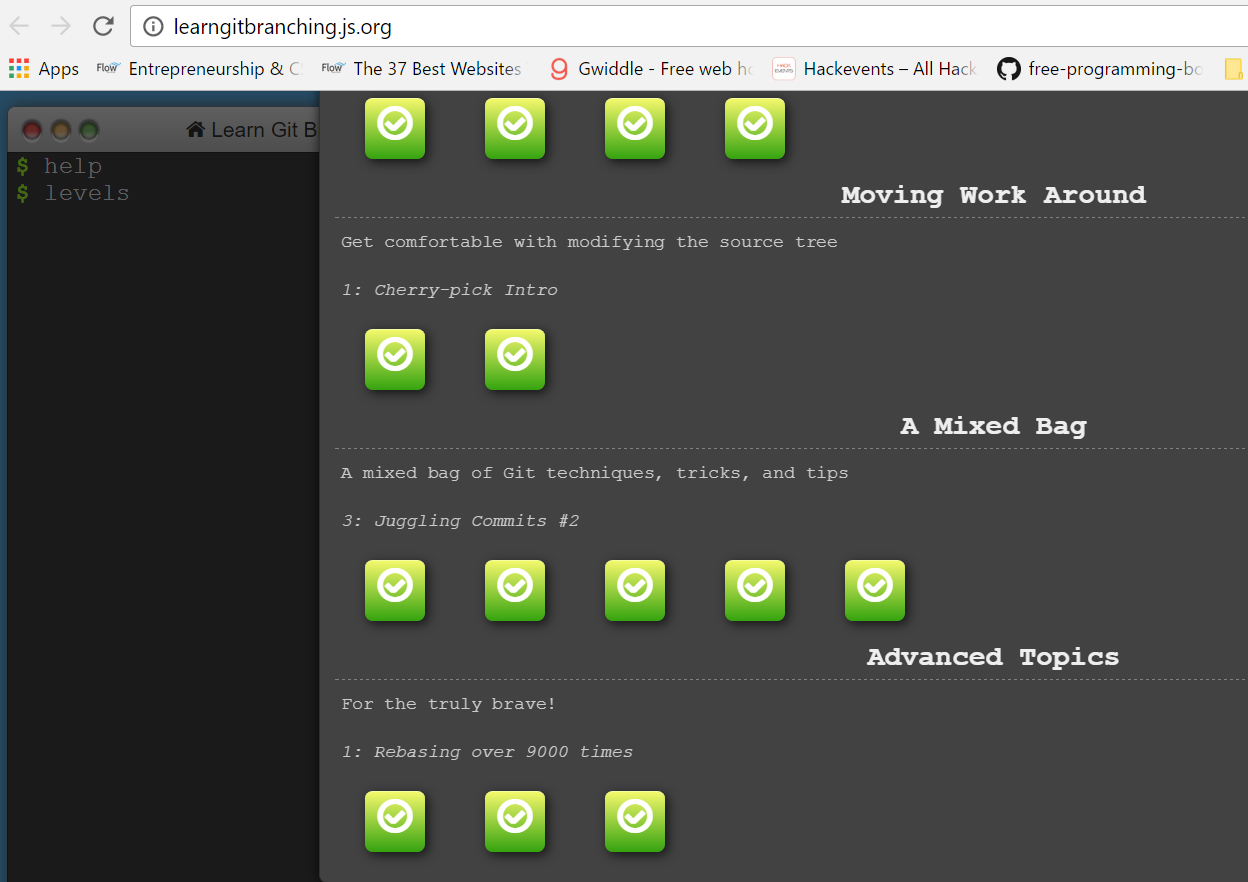 learngitbranching.js.org
Apps Flow Entrepreneurship & C Flow The 37 Best Websites Gwiddle - Free web ho HACK EVENTS Hackevents – All Hack free-programming-bo
Learn Git B
$ help
$ levels
Moving Work Around
Get comfortable with modifying the source tree
1: Cherry-pick Intro
A Mixed Bag
A mixed bag of Git techniques, tricks, and tips
3: Juggling Commits #2
Advanced Topics
For the truly brave!
1: Rebasing over 9000 times